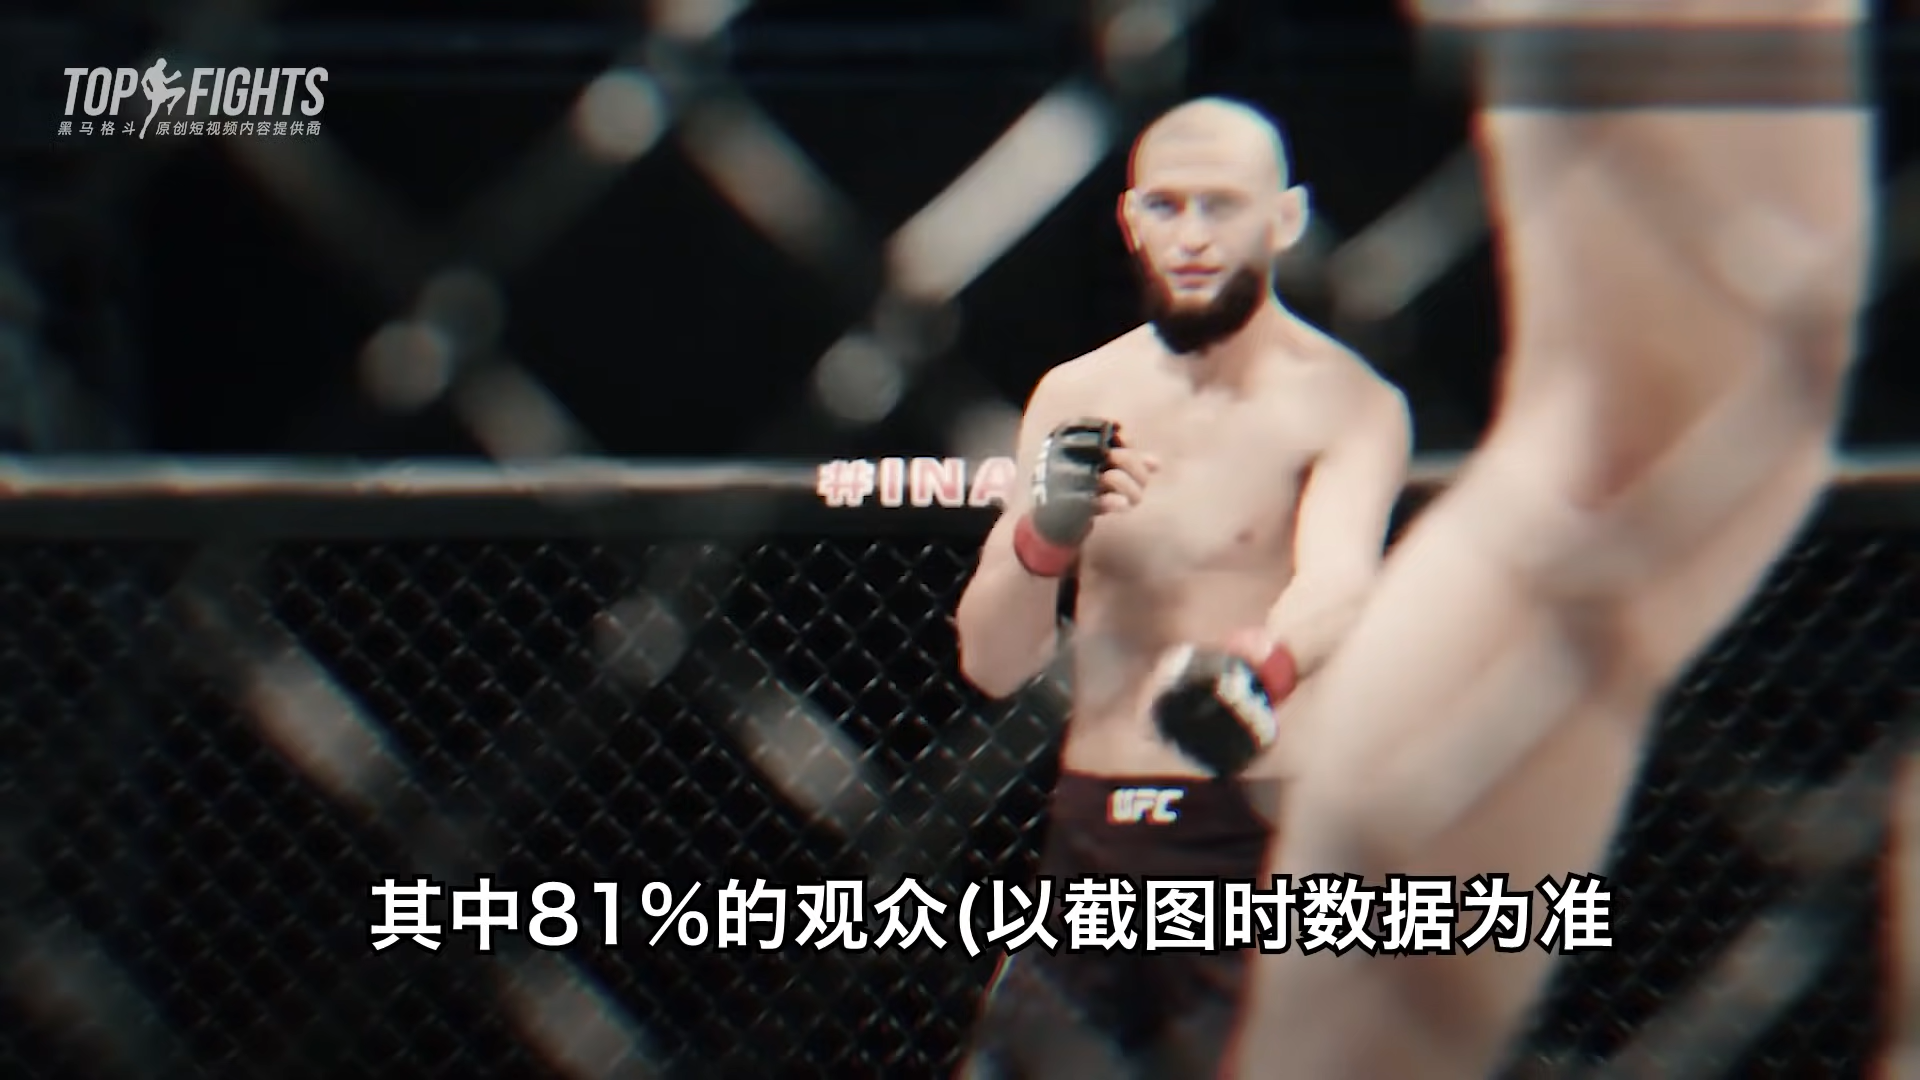 TOP FIGHTS
黑马格斗 原创短视频内容提供商
#INA
UFC
其中81%的观众(以截图时数据为准